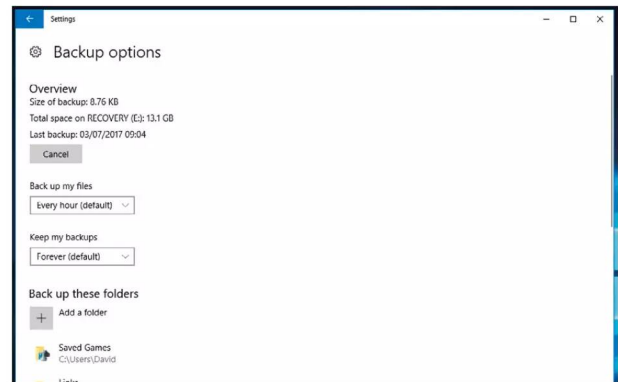 Settings
Backup options
Overview
Size of backup: 8.76 KB
Total space on RECOVERY (E:): 13.1 GB
Last backup: 03/07/2017 09:04
Cancel
Back up my files
Every hour (default)
Keep my backups
Forever (default)
Back up these folders
Add a folder
Saved Games
C:\Users\David
Links